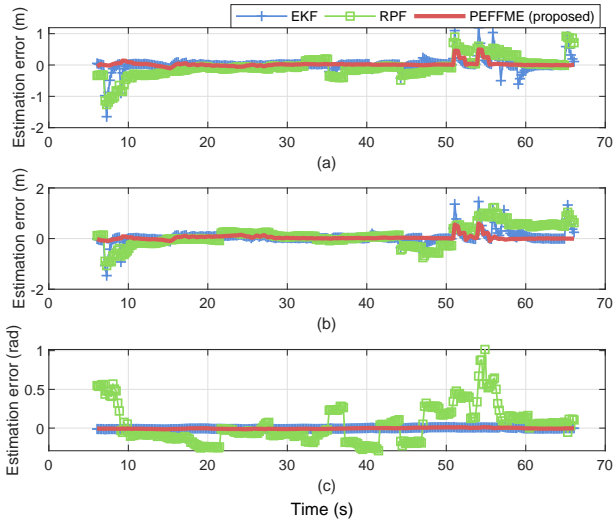 EKF RPF PEFFME (proposed)
Estimation error (m)
1
0
-1
-2
0 10 20 30 40 50 60 70
(a)
Estimation error (m)
2
0
-2
0 10 20 30 40 50 60 70
(b)
Estimation error (rad)
1
0.5
0
0 10 20 30 40 50 60 70
(c)
Time (s)